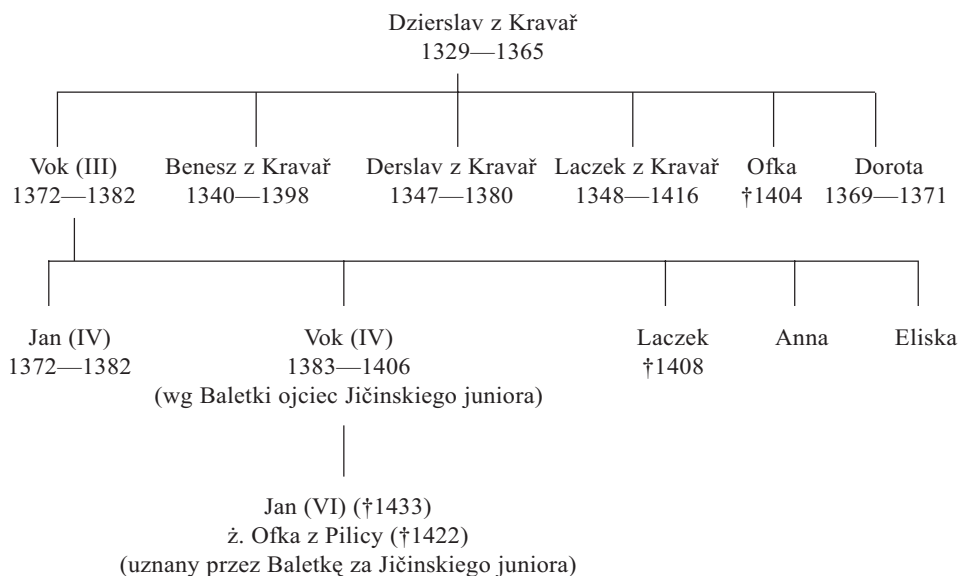 Dzierslav z Kravař
1329—1365
Vok (III) Benesz z Kravař Derslav z Kravař Laczek z Kravař Ofka Dorota
1372—1382 1340—1398 1347—1380 1348—1416 †1404 1369—1371
Jan (IV) Vok (IV) Laczek Anna Eliska
1372—1382 1383—1406 †1408
(wg Baletki ojciec Jičinskiego juniora)
Jan (VI) (†1433)
ż. Ofka z Pilicy (†1422)
(uznany przez Baletkę za Jičinskiego juniora)